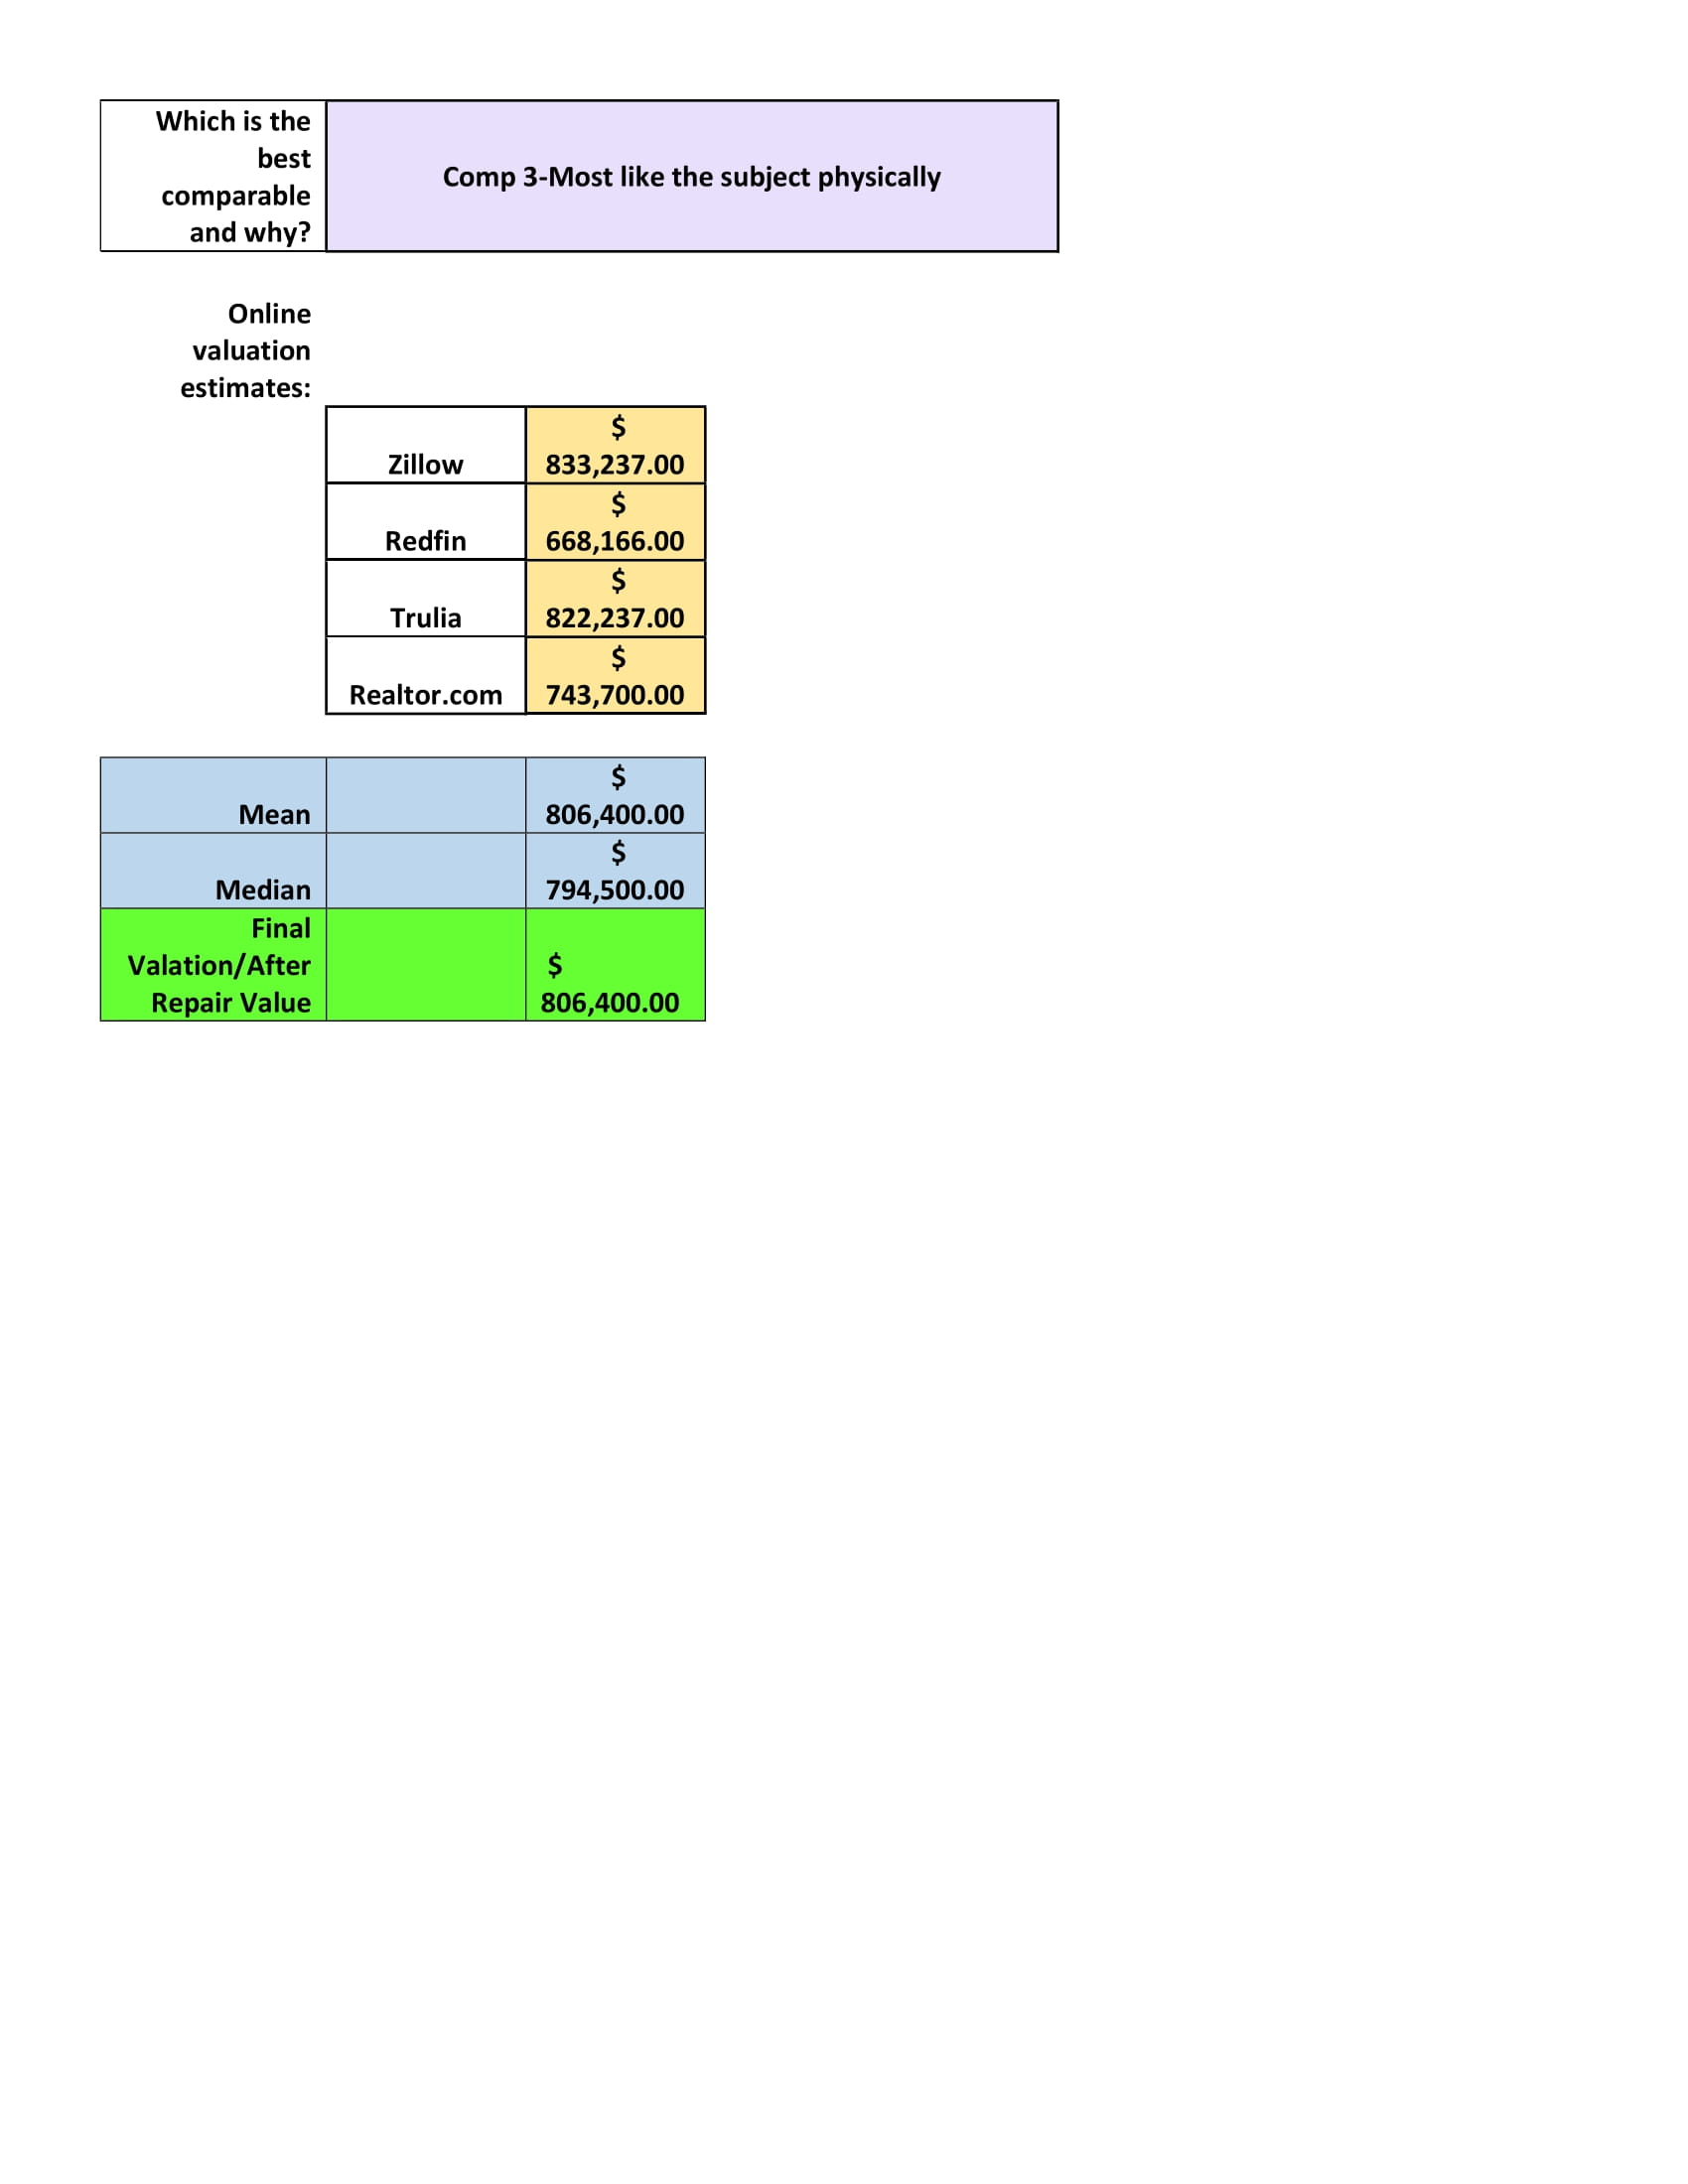 Which is the
best
comparable
and why?
Comp 3-Most like the subject physically
Online
valuation
estimates:
$
Zillow 833,237.00
$
Redfin 668,166.00
$
Trulia 822,237.00
$
Realtor.com 743,700.00
$
Mean 806,400.00
$
Median 794,500.00
Final
Valation/After $
Repair Value 806,400.00